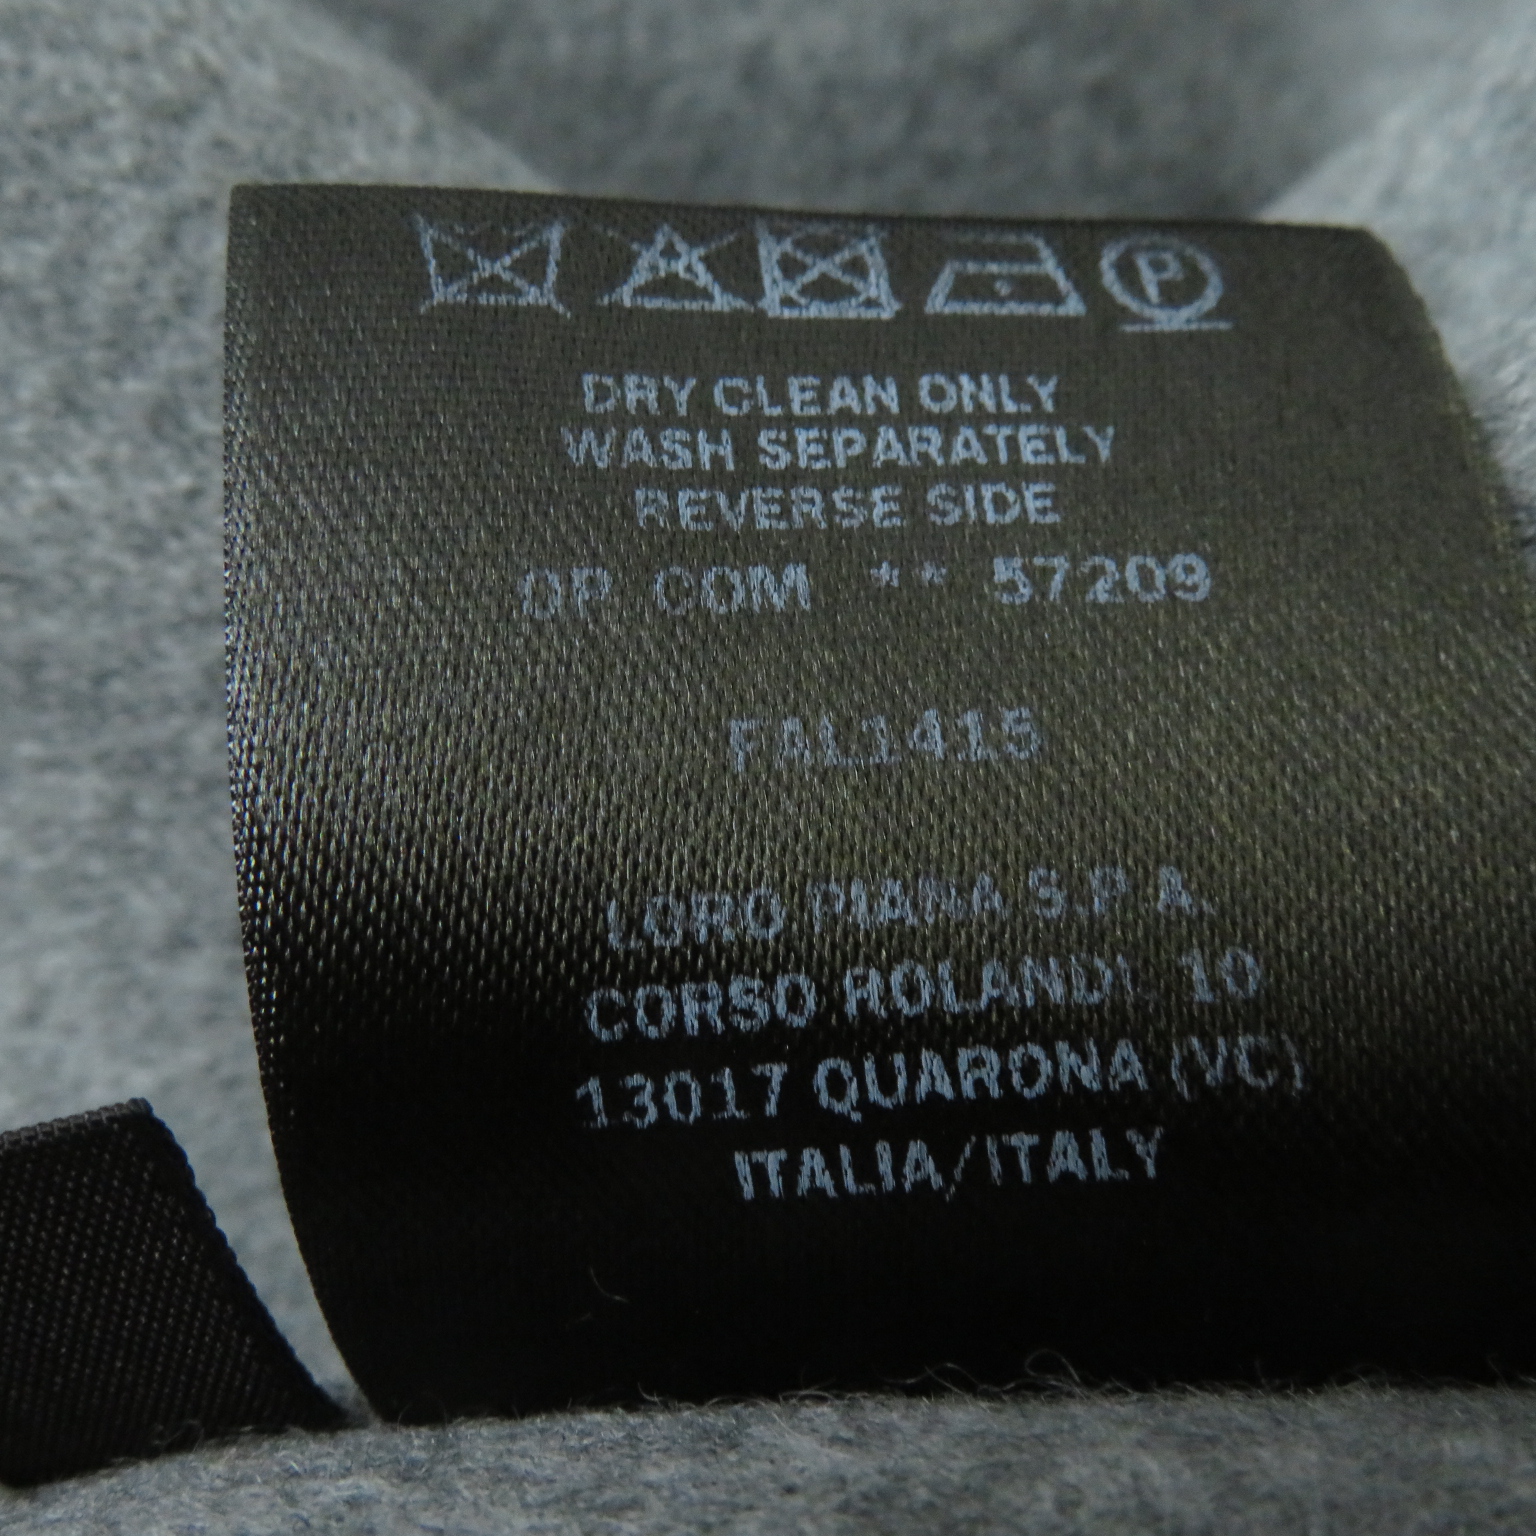 DRY CLEAN ONLY
WASH SEPARATELY
REVERSE SIDE
OP COM ** 57209
FAL1415
LORO PIANA S.P.A.
CORSO ROLANDI, 10
13017 QUARONA (VC)
ITALIA/ITALY